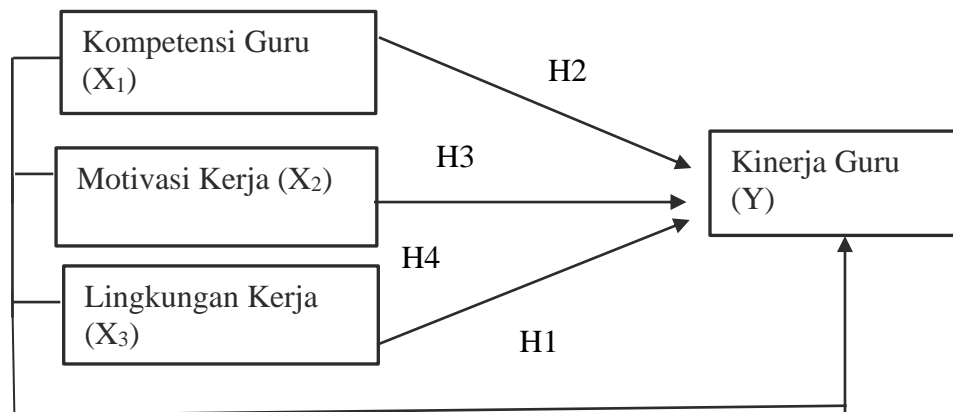 Kompetensi Guru
(X₁)
H2
H3
Motivasi Kerja (X₂)
Kinerja Guru
(Y)
H4
Lingkungan Kerja
(X₃)
H1